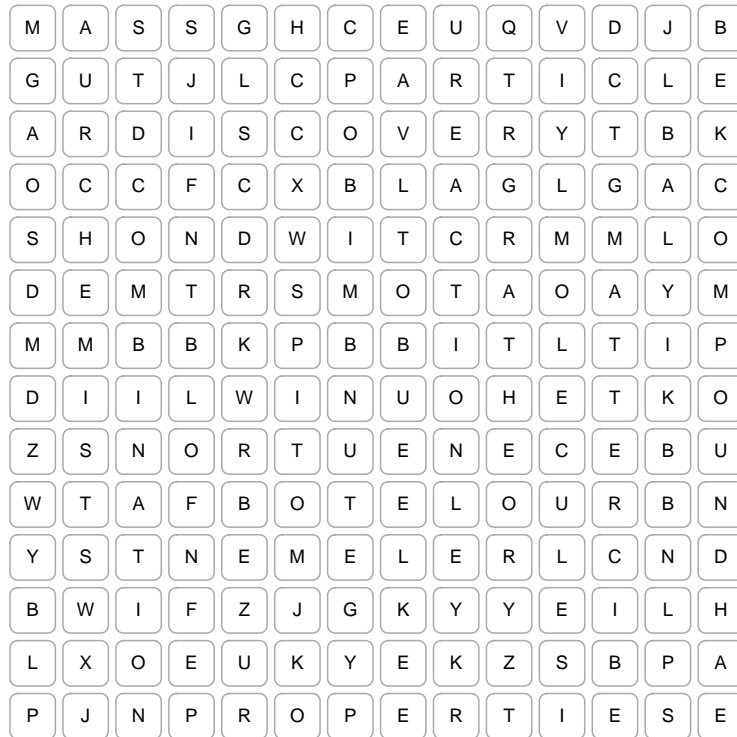 M A S S G H C E U Q V D J B
G U T J L C P A R T I C L E
A R D I S C O V E R Y T B K
O C C F C X B L A G L G A C
S H O N D W I T C R M M L O
D E M T R S M O T A O A Y M
M M B B K P B B I T L T I P
D I I L W I N U O H E T K O
Z S N O R T U E N E C E B U
W T A F B O T E L O U R B N
Y S T N E M E L E R L C N D
B W I F Z J G K Y Y E I L H
L X O E U K Y E K Z S B P A
P J N P R O P E R T I E S E